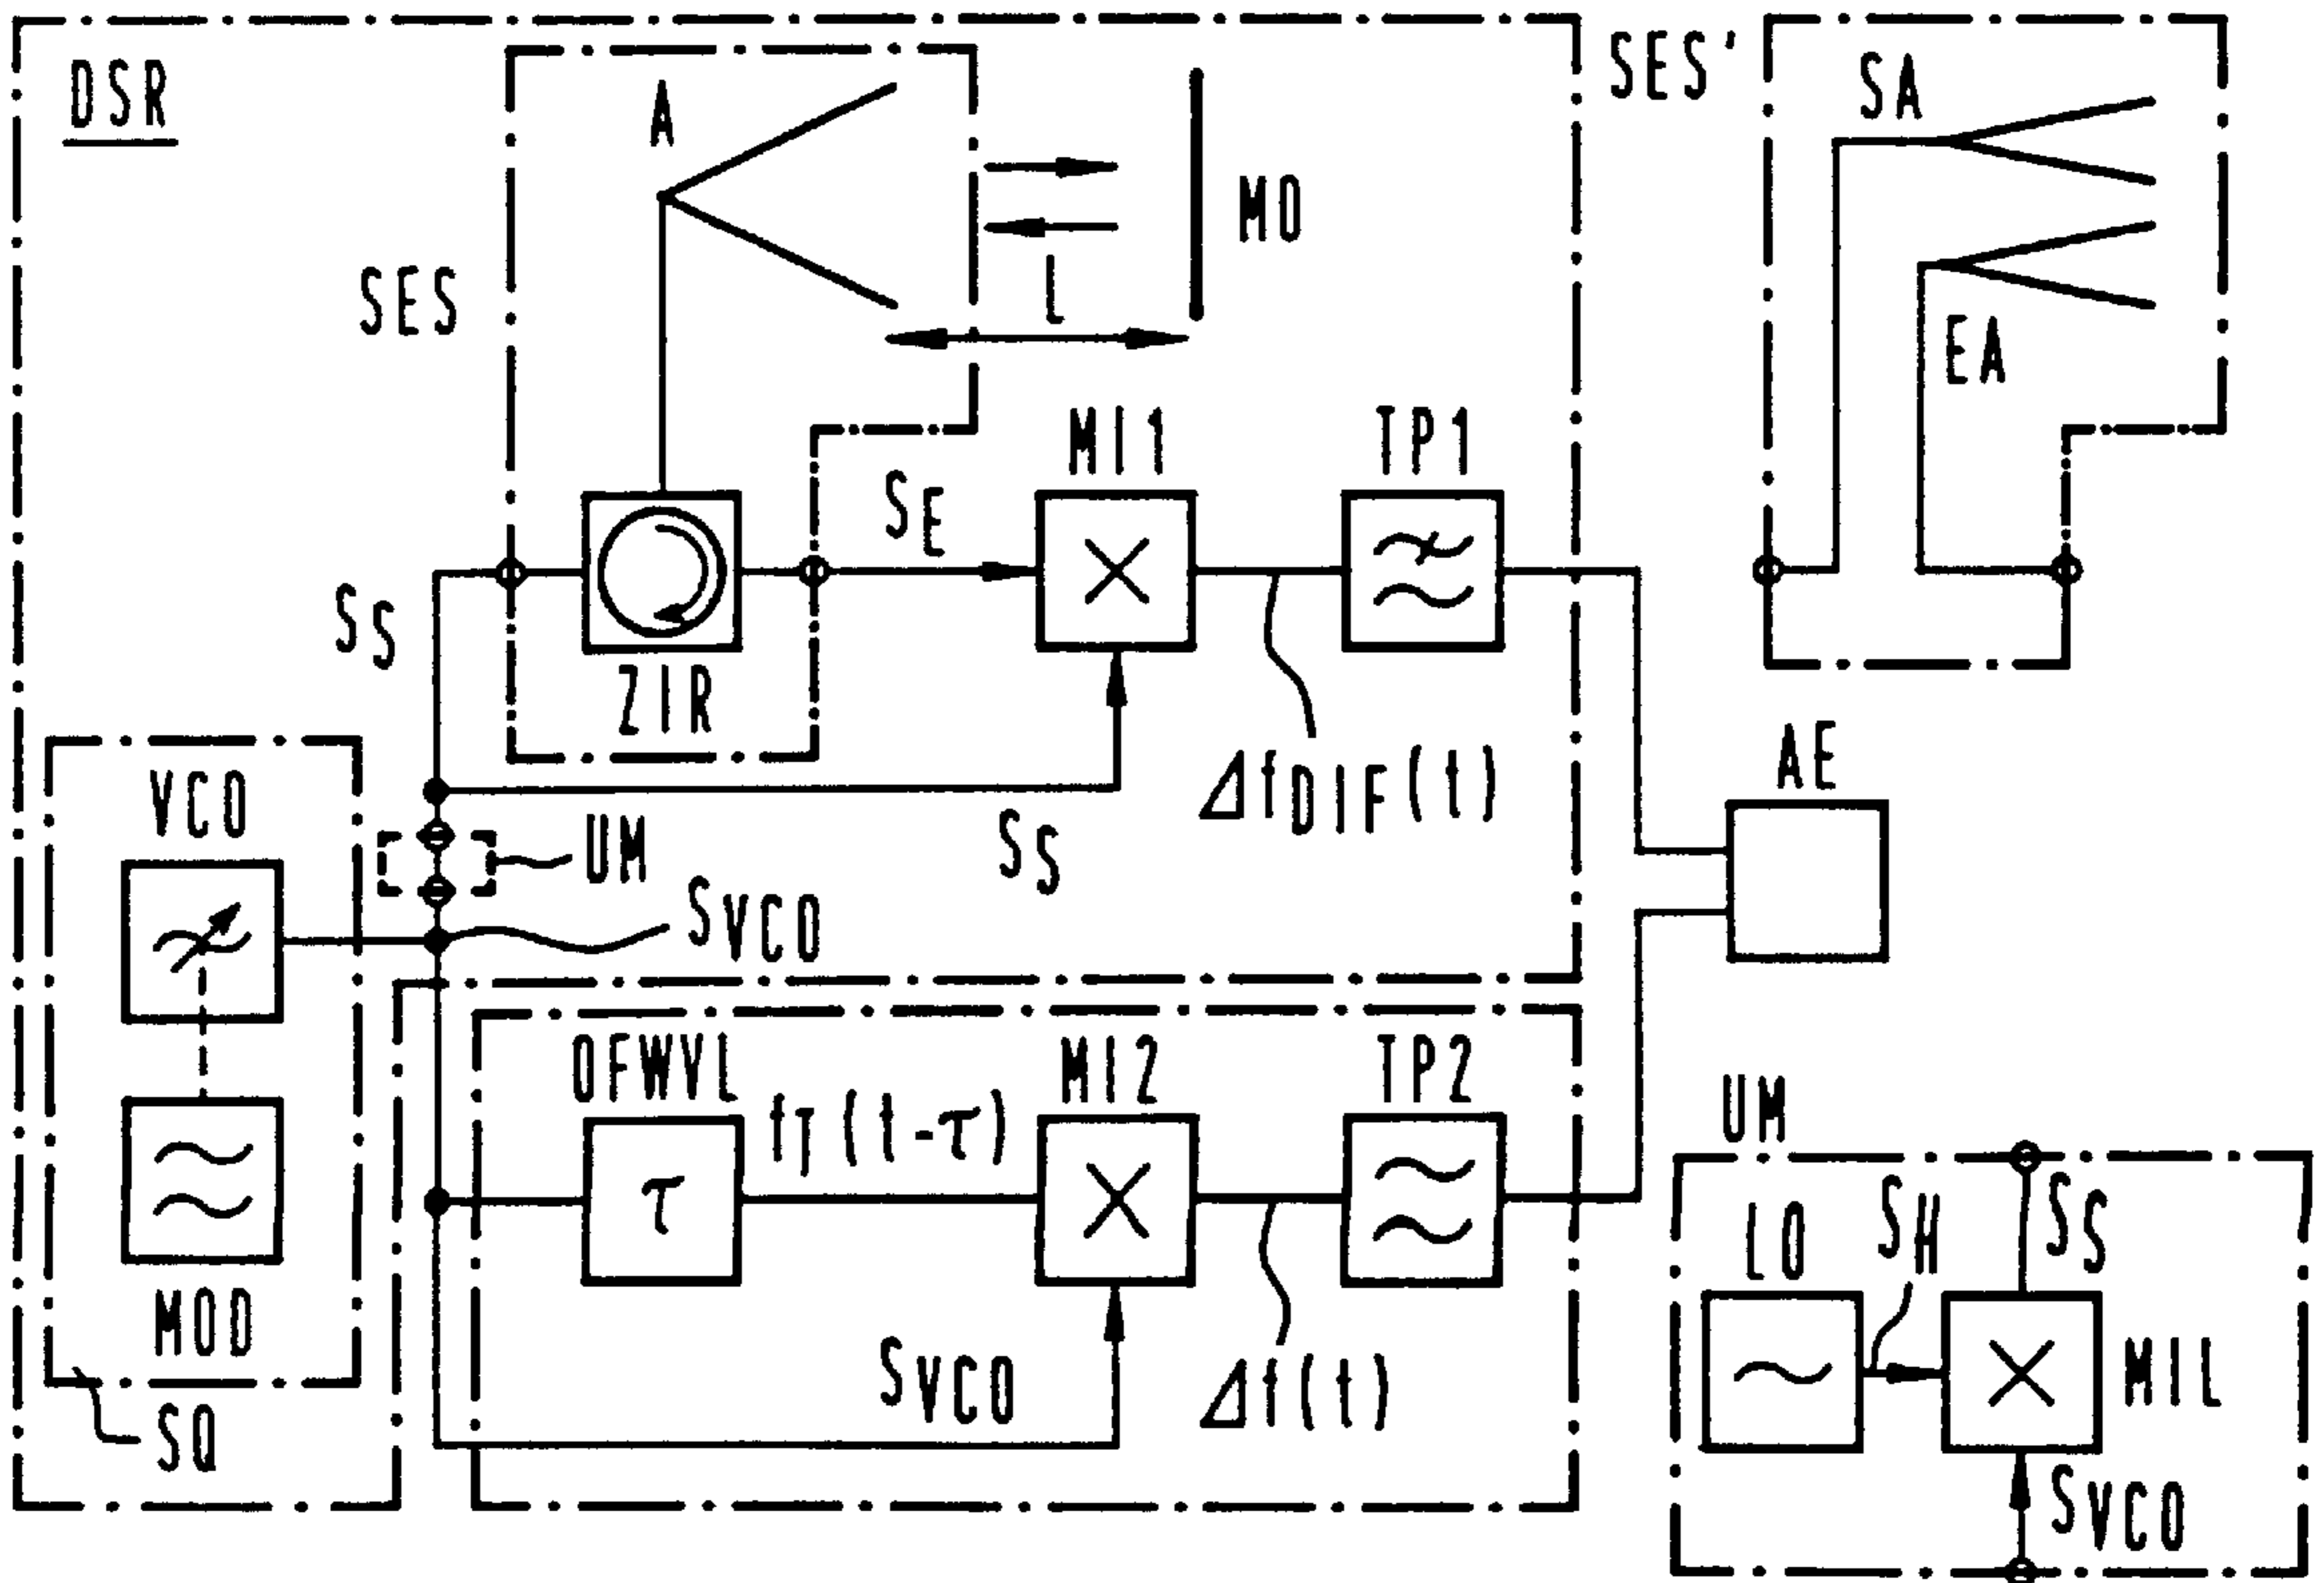 DSR
SES'
A
SA
MO
SES
L
EA
MI1
TP1
SE
SS
ZIR
AE
VCO
ΔfDIF(t)
SS
UM
SVCO
OFWVL
MI2
TP2
fT(t-τ)
UM
τ
SS
SH
LO
MOD
SVCO
Δf(t)
MIL
SQ
SVCO